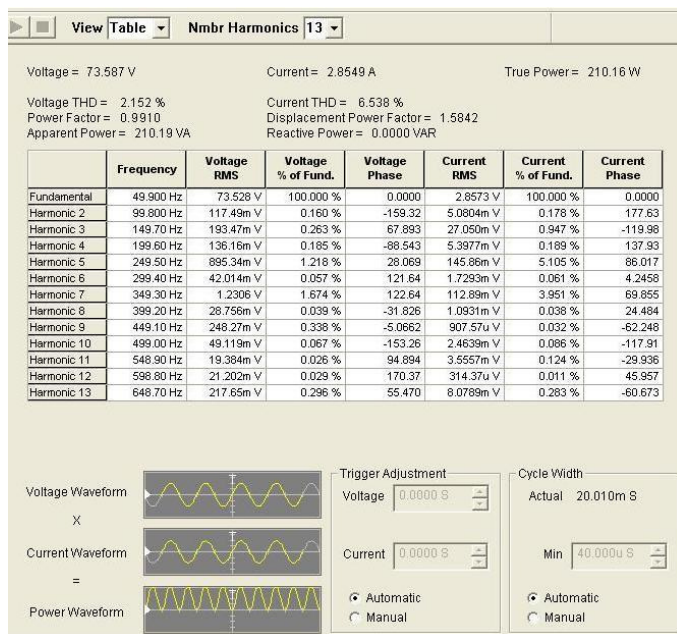 View Table Nmbr Harmonics 13
Voltage = 73.587 V Current = 2.8549 A True Power = 210.16 W
Voltage THD = 2.152 % Current THD = 6.538 %
Power Factor = 0.9910 Displacement Power Factor = 1.5842
Apparent Power = 210.19 VA Reactive Power = 0.0000 VAR
Frequency Voltage RMS Voltage % of Fund. Voltage Phase Current RMS Current % of Fund. Current Phase
Fundamental 49.900 Hz 73.528 V 100.000 % 0.0000 2.8573 V 100.000 % 0.0000
Harmonic 2 99.800 Hz 117.49m V 0.160 % -159.32 5.0804m V 0.178 % 177.63
Harmonic 3 149.70 Hz 193.47m V 0.263 % 67.893 27.050m V 0.947 % -119.98
Harmonic 4 199.60 Hz 136.16m V 0.185 % -88.543 5.3977m V 0.189 % 137.93
Harmonic 5 249.50 Hz 895.34m V 1.218 % 28.069 145.86m V 5.105 % 86.017
Harmonic 6 299.40 Hz 42.014m V 0.057 % 121.64 1.7293m V 0.061 % 4.2458
Harmonic 7 349.30 Hz 1.2306 V 1.674 % 122.64 112.89m V 3.951 % 69.855
Harmonic 8 399.20 Hz 28.756m V 0.039 % -31.826 1.0931m V 0.038 % 24.484
Harmonic 9 449.10 Hz 248.27m V 0.338 % -5.0662 907.57u V 0.032 % -62.248
Harmonic 10 499.00 Hz 49.119m V 0.067 % -153.26 2.4639m V 0.086 % -117.91
Harmonic 11 548.90 Hz 19.384m V 0.026 % 94.894 3.5557m V 0.124 % -29.936
Harmonic 12 598.80 Hz 21.202m V 0.029 % 170.37 314.37u V 0.011 % 45.957
Harmonic 13 648.70 Hz 217.65m V 0.296 % 55.470 8.0789m V 0.283 % -60.673
Trigger Adjustment Cycle Width
Voltage Waveform Voltage 0.0000 S Actual 20.010m S
X
Current Waveform Current 0.0000 S Min 40.000u S
=
Automatic Automatic
Power Waveform Manual Manual